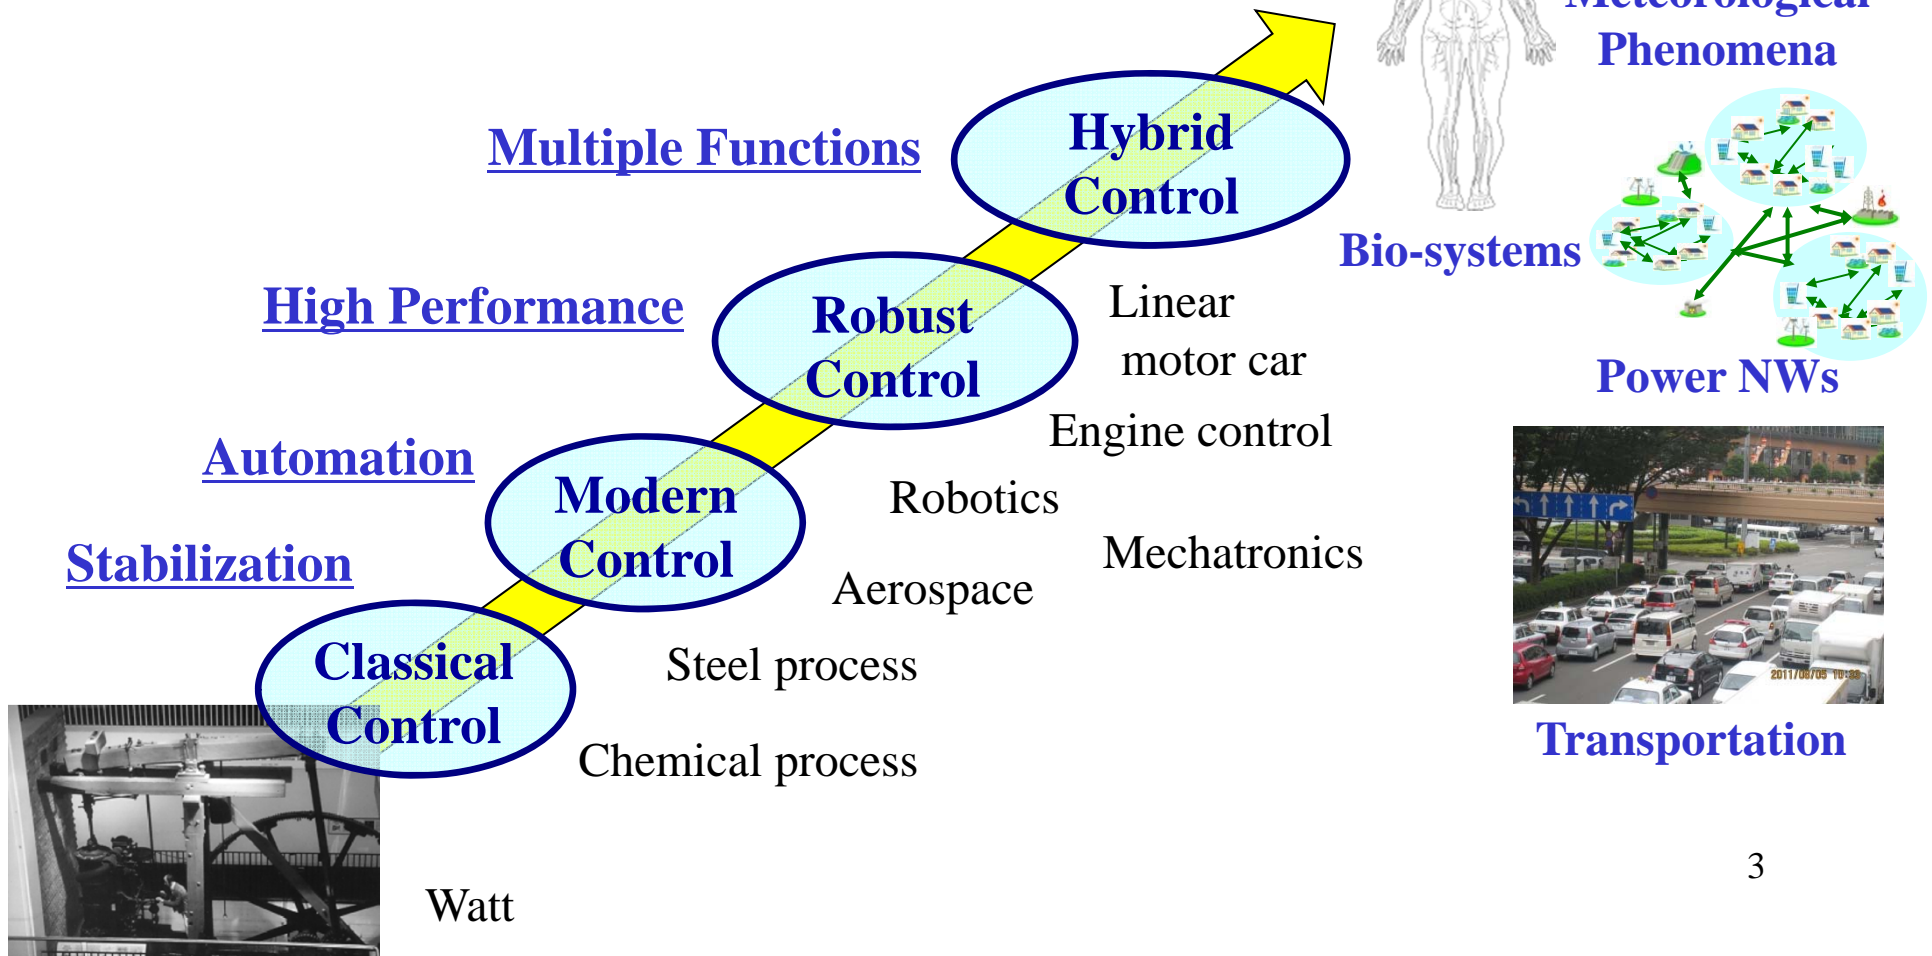 Phenomena
Multiple Functions
Hybrid
Control
Bio-systems
High Performance
Robust
Control
Linear
motor car
Power NWs
Engine control
Automation
Modern
Control
Robotics
Mechatronics
Stabilization
Aerospace
Classical
Control
Steel process
Transportation
Chemical process
3
Watt